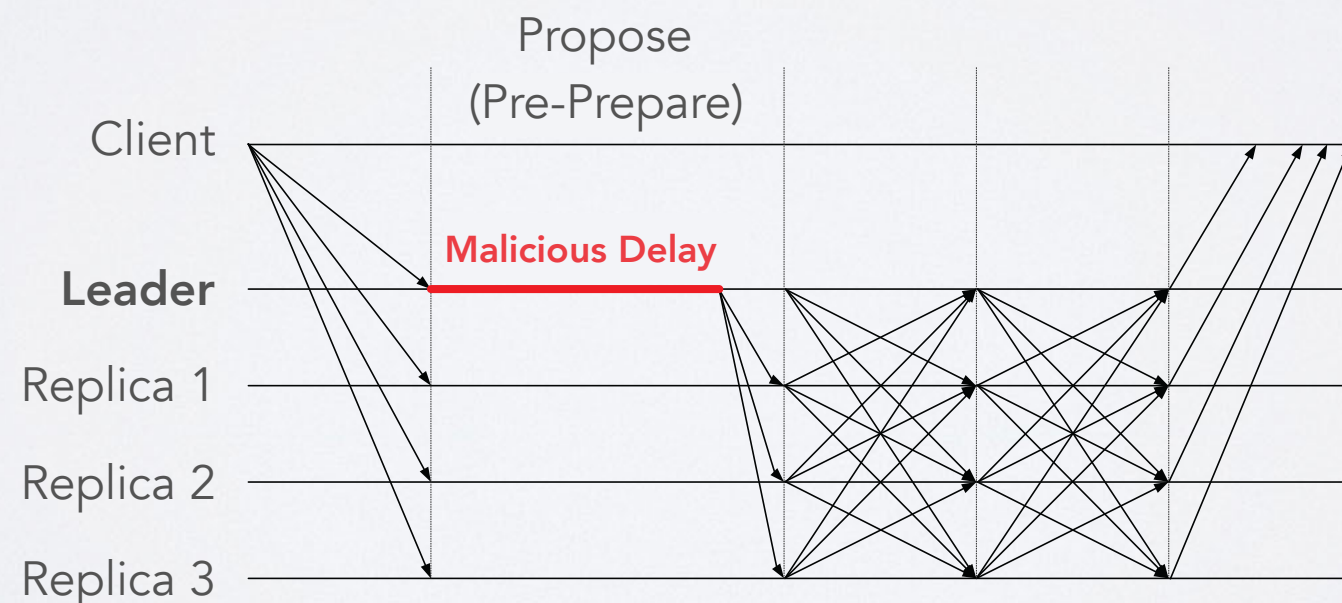 Propose
(Pre-Prepare)
Client
Malicious Delay
Leader
Replica 1
Replica 2
Replica 3